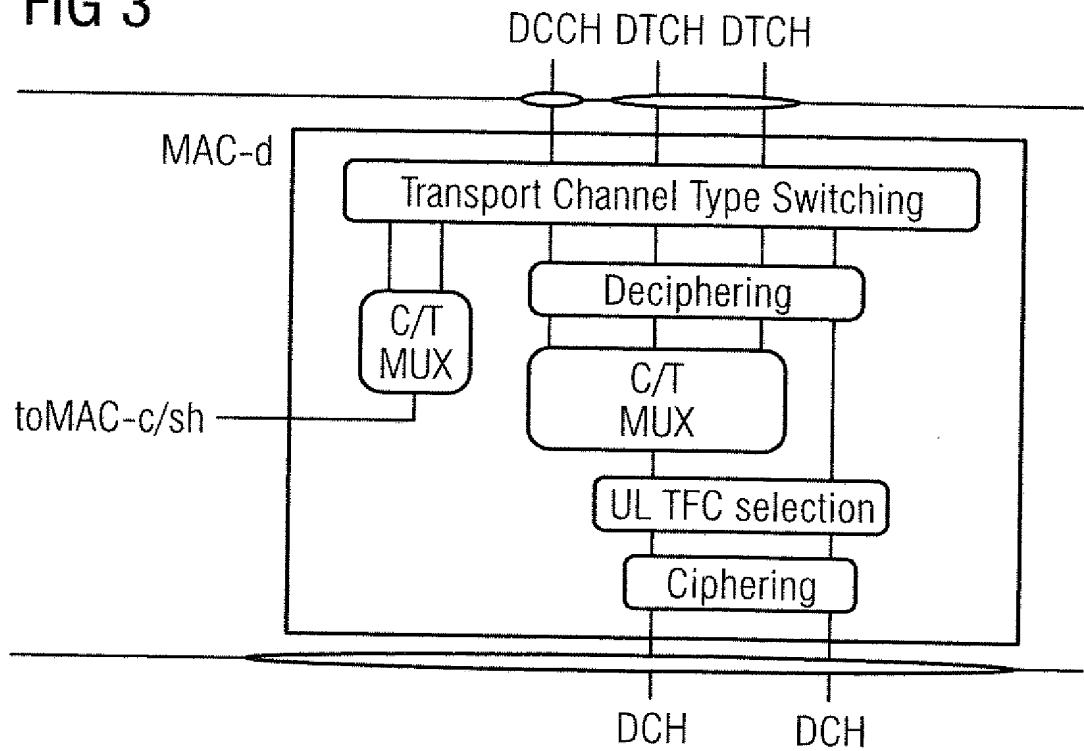 FIG 3
DCCH DTCH DTCH
MAC-d
Transport Channel Type Switching
Deciphering
C/T
MUX
C/T
MUX
toMAC-c/sh
UL TFC selection
Ciphering
DCH DCH